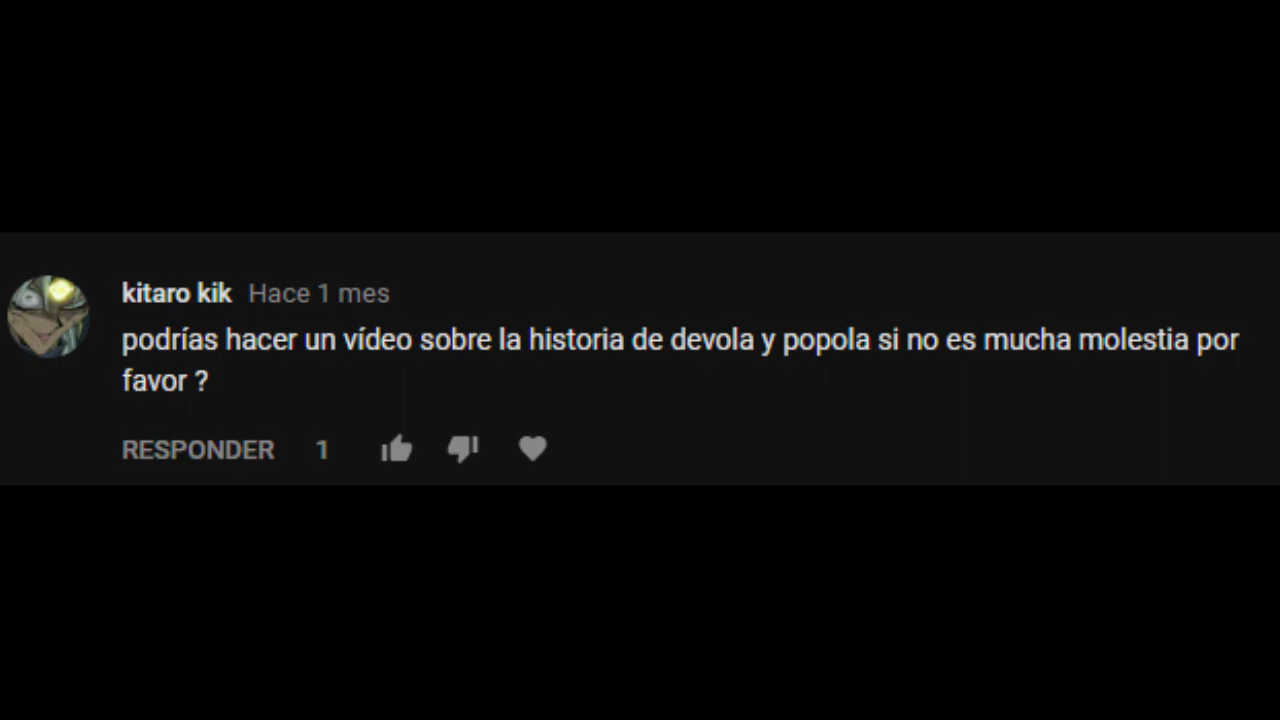 kitaro kik Hace 1 mes
podrías hacer un vídeo sobre la historia de devola y popola si no es mucha molestia por
favor ?
RESPONDER 1